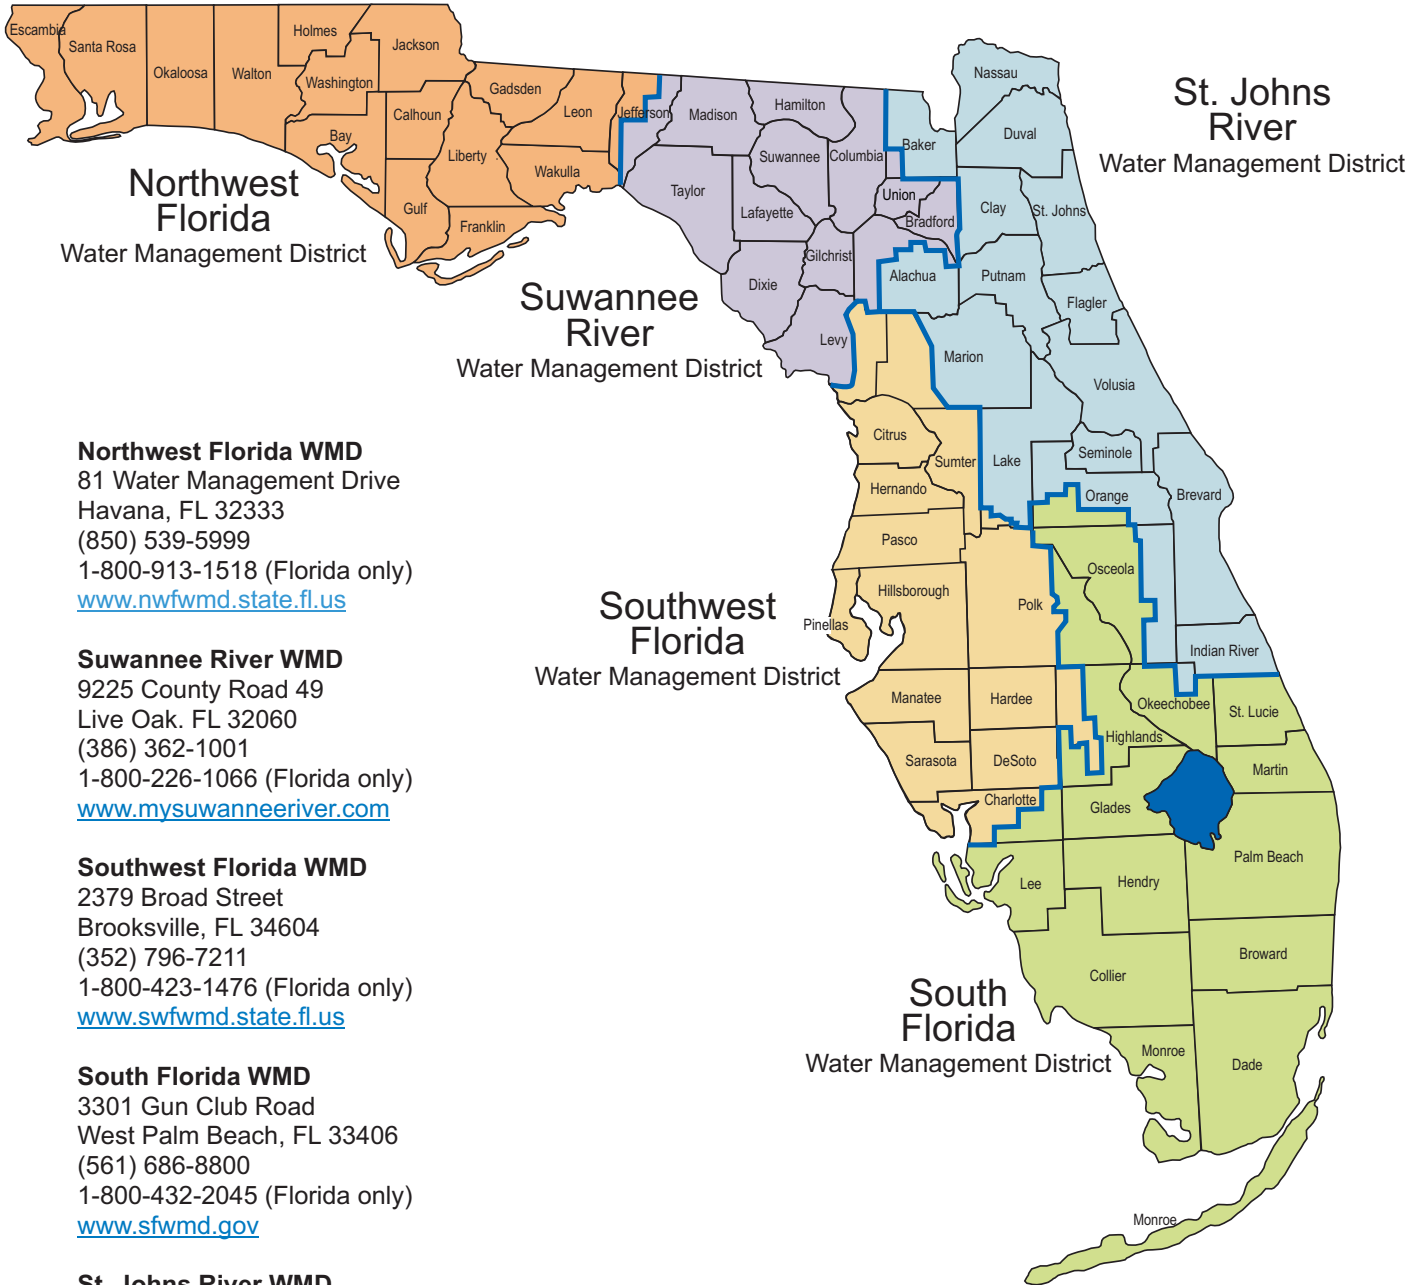 Escambia
Santa Rosa
Okaloosa
Walton
Holmes
Washington
Jackson
Bay
Calhoun
Gulf
Liberty
Gadsden
Franklin
Leon
Wakulla
Jefferson
Northwest
Florida
Water Management District
Madison
Taylor
Hamilton
Suwannee
Lafayette
Columbia
Dixie
Gilchrist
Levy
Union
Bradford
Suwannee
River
Water Management District
Nassau
Duval
Baker
Clay
St. Johns
Alachua
Putnam
Flagler
Marion
Volusia
Lake
Seminole
Orange
Brevard
Indian River
St. Johns
River
Water Management District
Citrus
Sumter
Hernando
Pasco
Pinellas
Hillsborough
Polk
Manatee
Hardee
Sarasota
DeSoto
Charlotte
Southwest
Florida
Water Management District
Osceola
Okeechobee
St. Lucie
Highlands
Martin
Glades
Palm Beach
Lee
Hendry
Broward
Collier
Monroe
Dade
Monroe
South
Florida
Water Management District
Northwest Florida WMD
81 Water Management Drive
Havana, FL 32333
(850) 539-5999
1-800-913-1518 (Florida only)
www.nwfwmd.state.fl.us
Suwannee River WMD
9225 County Road 49
Live Oak. FL 32060
(386) 362-1001
1-800-226-1066 (Florida only)
www.mysuwanneeriver.com
Southwest Florida WMD
2379 Broad Street
Brooksville, FL 34604
(352) 796-7211
1-800-423-1476 (Florida only)
www.swfwmd.state.fl.us
South Florida WMD
3301 Gun Club Road
West Palm Beach, FL 33406
(561) 686-8800
1-800-432-2045 (Florida only)
www.sfwmd.gov
St. Johns River WMD